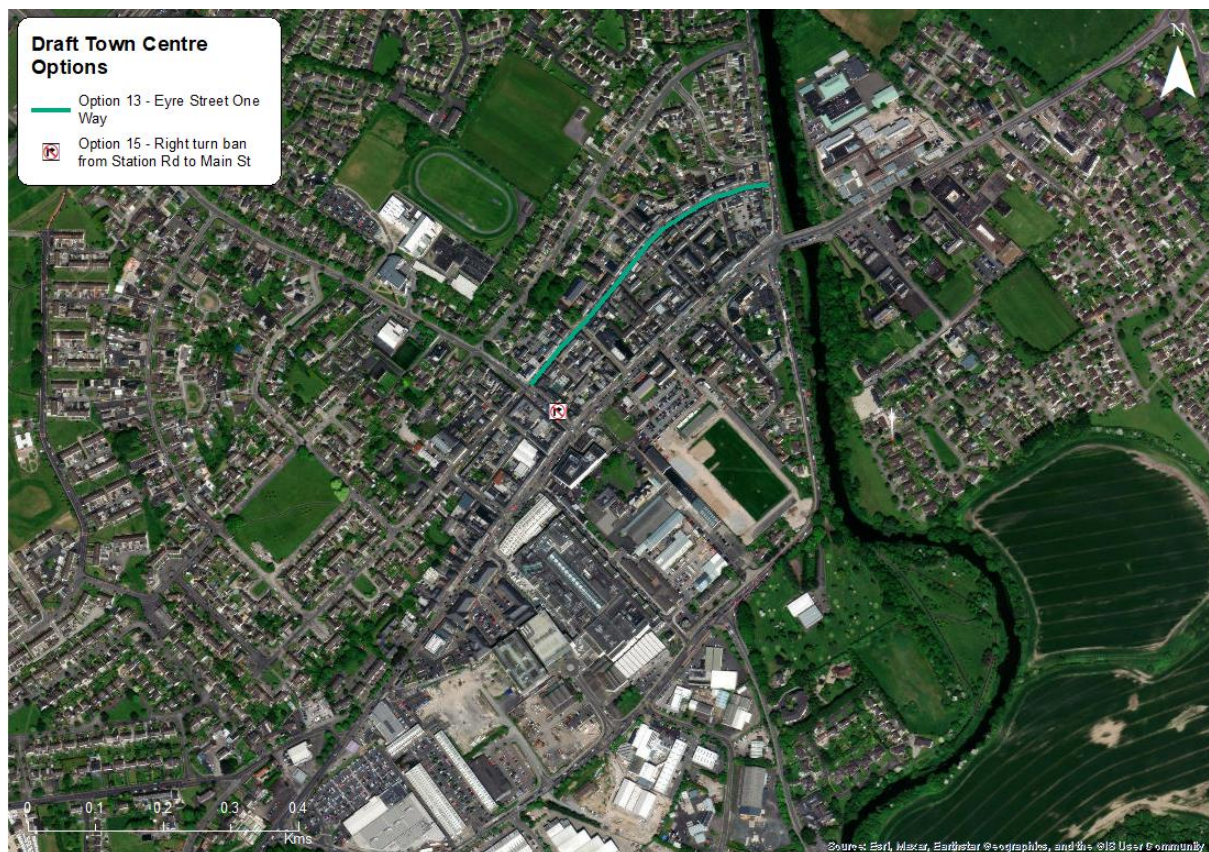 Draft Town Centre
Options
Option 13 - Eyre Street One
Way
Option 15 - Right turn ban
from Station Rd to Main St
N
0 0.1 0.2 0.3 0.4
Kms
Source: Esri, Maxar, Earthstar Geographics, and the GIS User Community